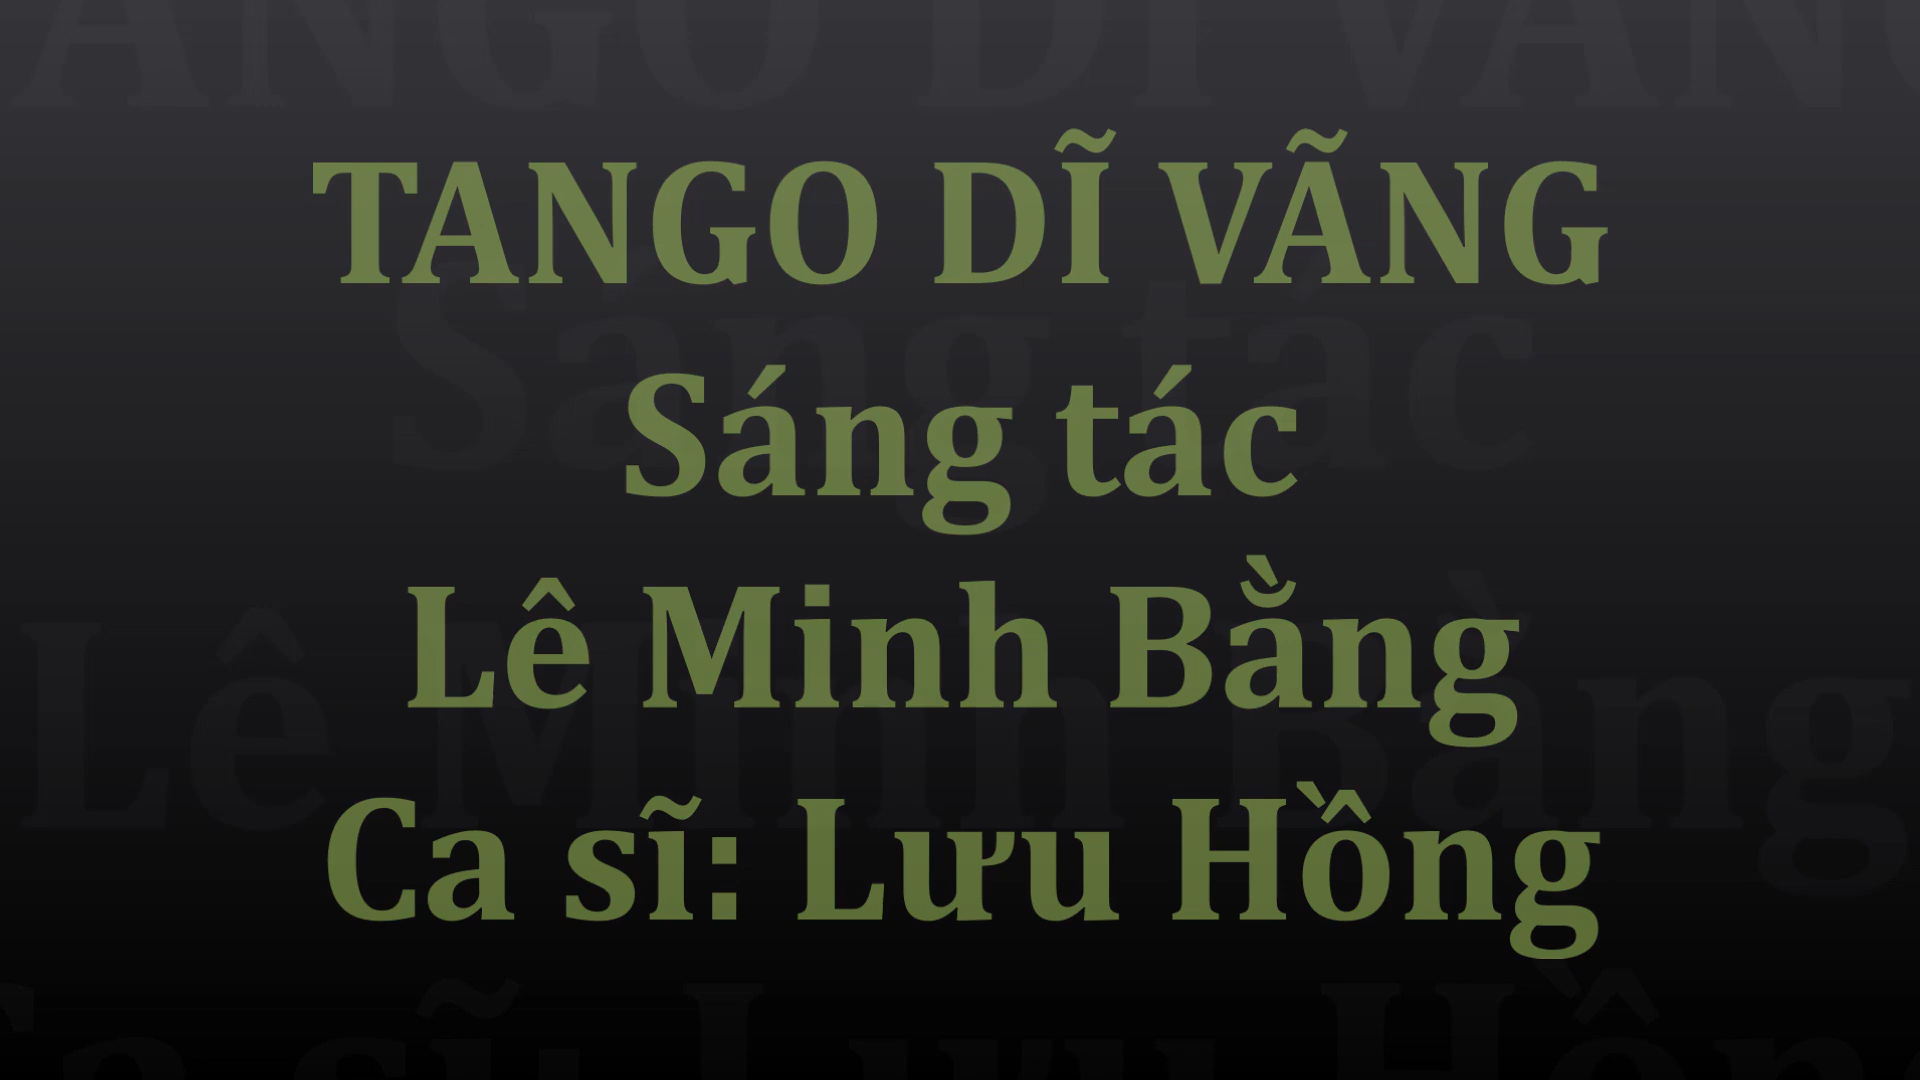 TANGO DĨ VÃNG
Sáng tác
Lê Minh Bằng
Ca sĩ: Lưu Hồng